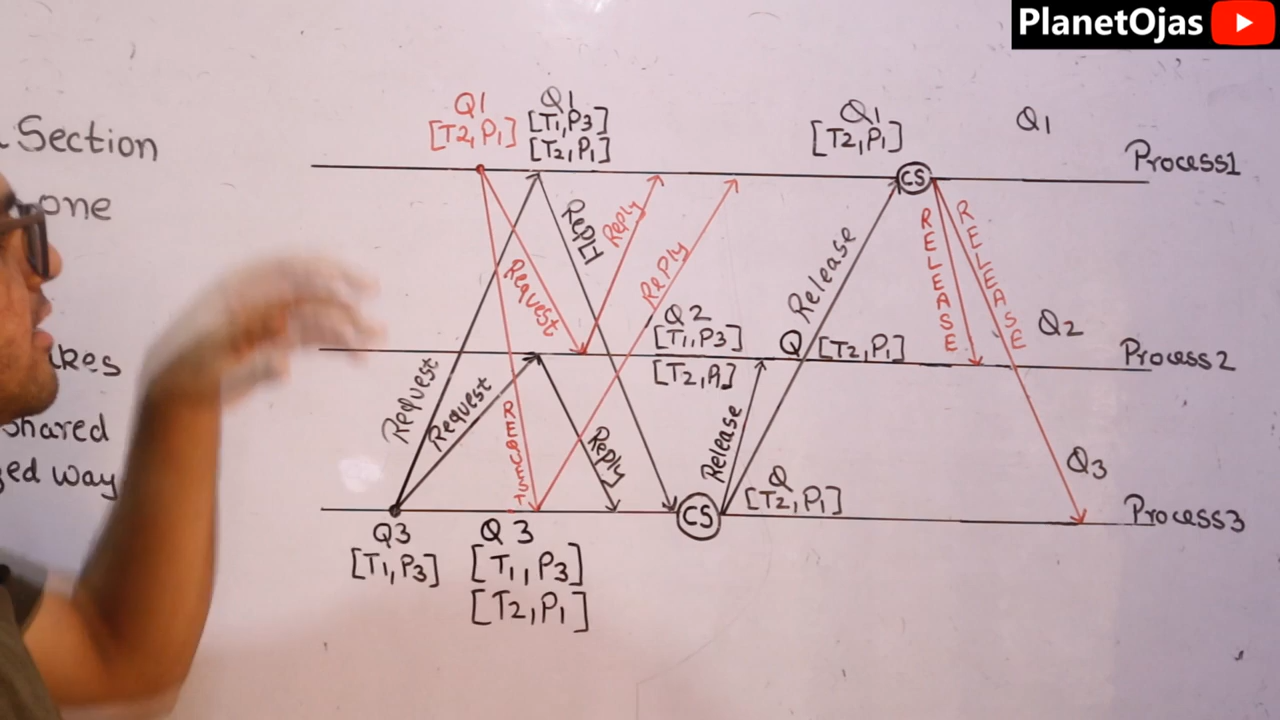 PlanetOjas
Section
one
kes
shared
ed way
Q1
[T2,P1]
Q1
[T1,P3]
[T2,P1]
Q1
[T2,P1]
Q1
Process1
CS
REPLY
Reply
Reply
Request
Release
RELEASE
RELEASE
Q2
[T1,P3]
[T2,P1]
Q [T2,P1]
Q2
Process2
Request
Request
REQUEST
Reply
Release
CS
Q
[T2,P1]
Q3
Process3
Q3
[T1,P3]
Q3
[T1,P3]
[T2,P1]